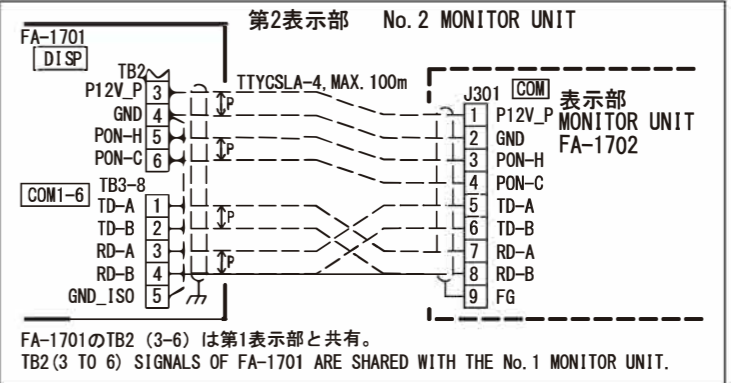 第2表示部 No. 2 MONITOR UNIT
FA-1701
DISP
TB2
P12V_P 3
GND 4
PON-H 5
PON-C 6
TTYCSLA-4, MAX. 100m
P
P
COM1-6
TB3-8
TD-A 1
TD-B 2
RD-A 3
RD-B 4
GND_ISO 5
P
P
J301 COM
表示部
MONITOR UNIT
FA-1702
1 P12V_P
2 GND
3 PON-H
4 PON-C
5 TD-A
6 TD-B
7 RD-A
8 RD-B
9 FG
FA-1701のTB2 (3-6) は第1表示部と共有。
TB2(3 TO 6) SIGNALS OF FA-1701 ARE SHARED WITH THE No. 1 MONITOR UNIT.